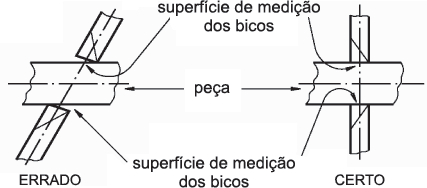 superfície de medição
dos bicos
peça
superfície de medição
dos bicos
ERRADO
CERTO